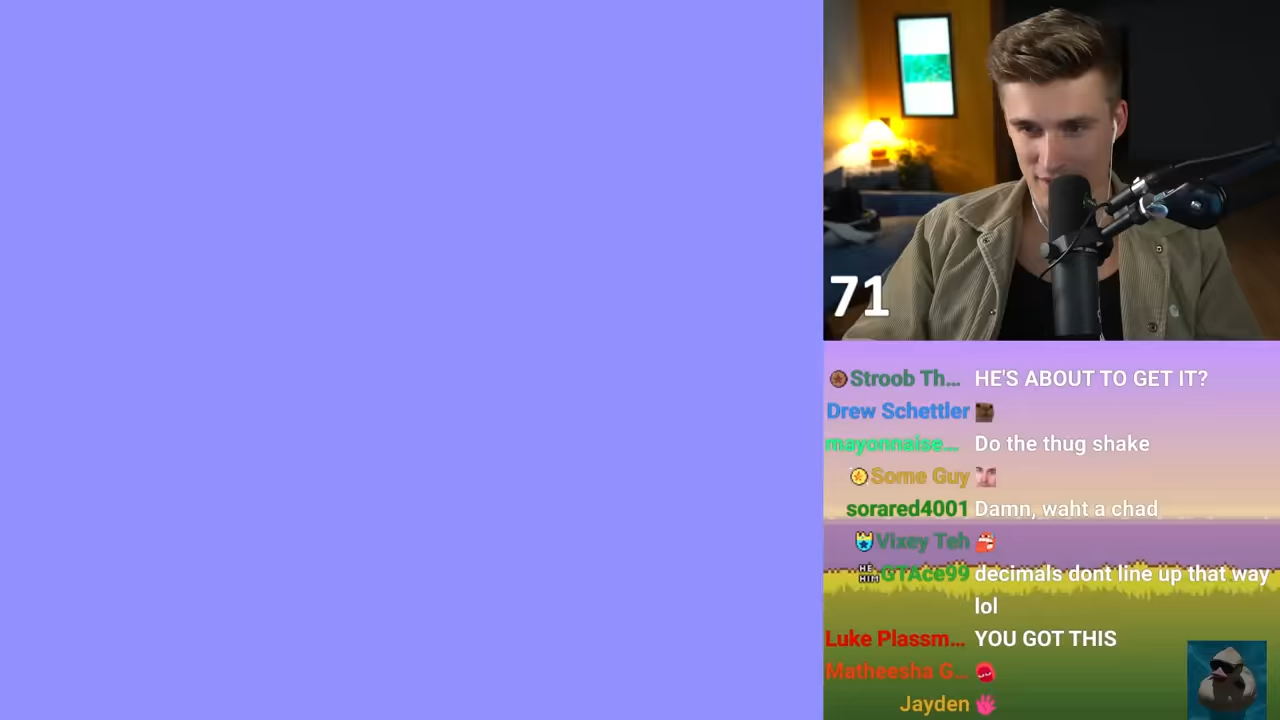 71
Stroob Th... HE'S ABOUT TO GET IT?
Drew Schettler
mayonnaise... Do the thug shake
Some Guy
sorared4001 Damn, waht a chad
Vixey Teh
HE HIM GTAce99 decimals dont line up that way
lol
Luke Plassm... YOU GOT THIS
Matheesha G...
Jayden